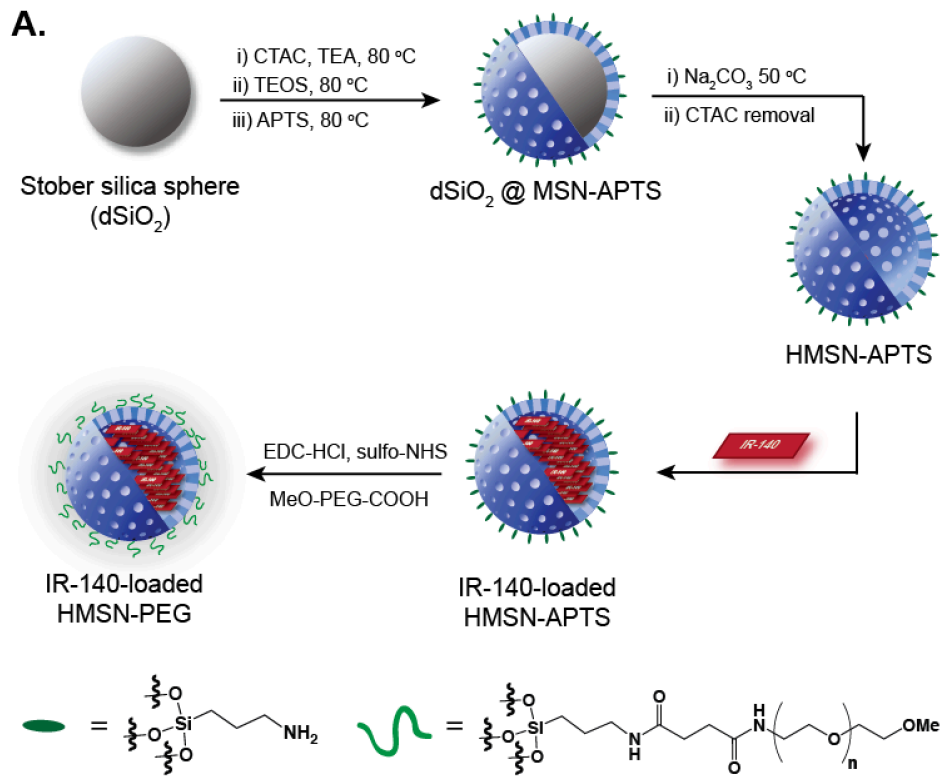 A.
i) CTAC, TEA, 80 °C
ii) TEOS, 80 °C
iii) APTS, 80 °C
Stober silica sphere
(dSiO₂)
dSiO₂ @ MSN-APTS
i) Na₂CO₃ 50 °C
ii) CTAC removal
HMSN-APTS
IR-140
IR-140-loaded
HMSN-APTS
EDC-HCl, sulfo-NHS
MeO-PEG-COOH
IR-140-loaded
HMSN-PEG
=
O
O
Si
O
NH₂
=
O
O
Si
O
N
H
O
O
H
N
O
n
OMe